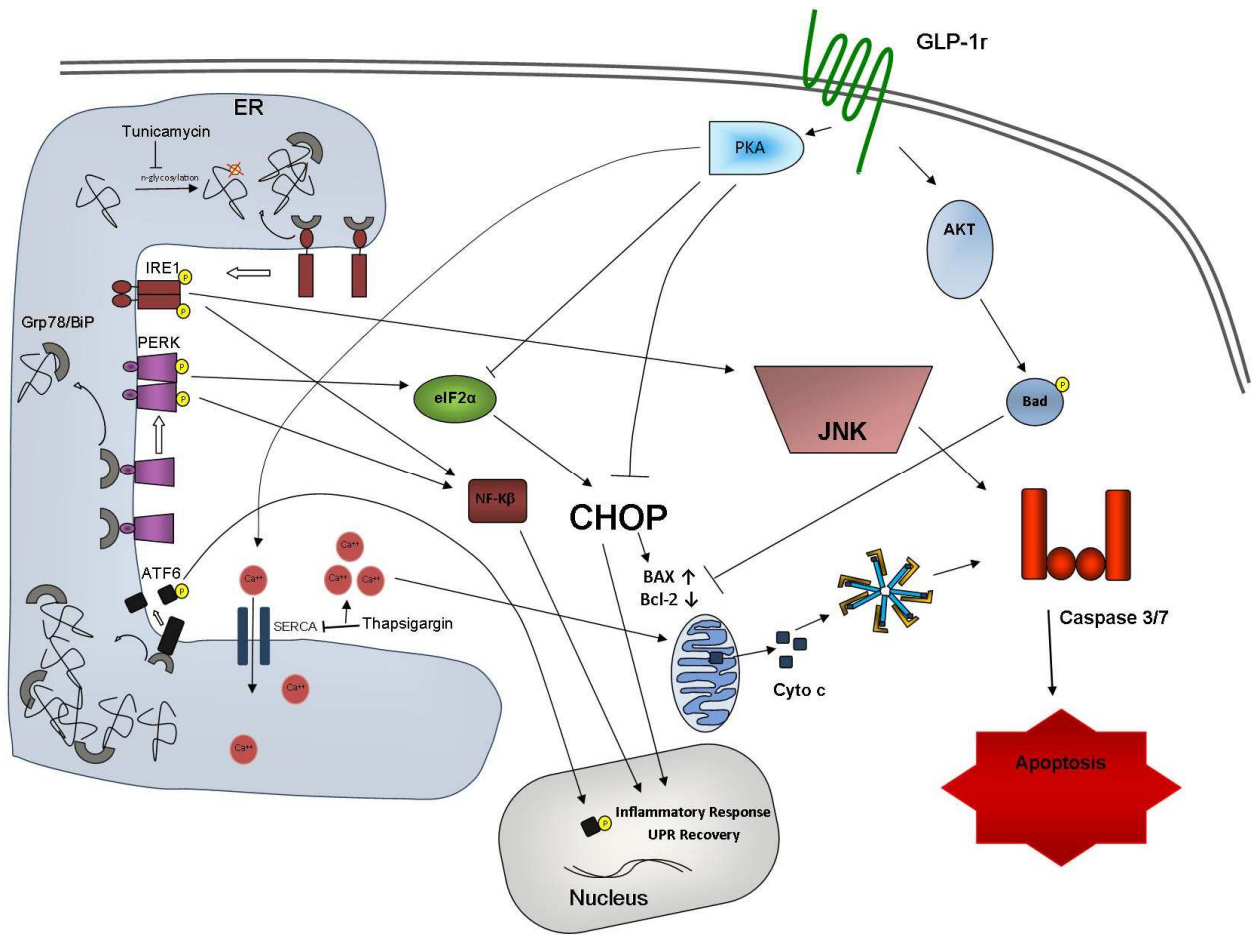 GLP-1r
ER
Tunicamycin
n-glycosylation
PKA
AKT
IRE1
P
P
Grp78/BiP
PERK
P
P
eIF2α
JNK
Bad
P
NF-Kβ
CHOP
BAX ↑
Bcl-2 ↓
ATF6
P
Ca++
Ca++
Ca++
Ca++
SERCA
Thapsigargin
Ca++
Ca++
Cyto c
Caspase 3/7
Apoptosis
Inflammatory Response
UPR Recovery
P
Nucleus